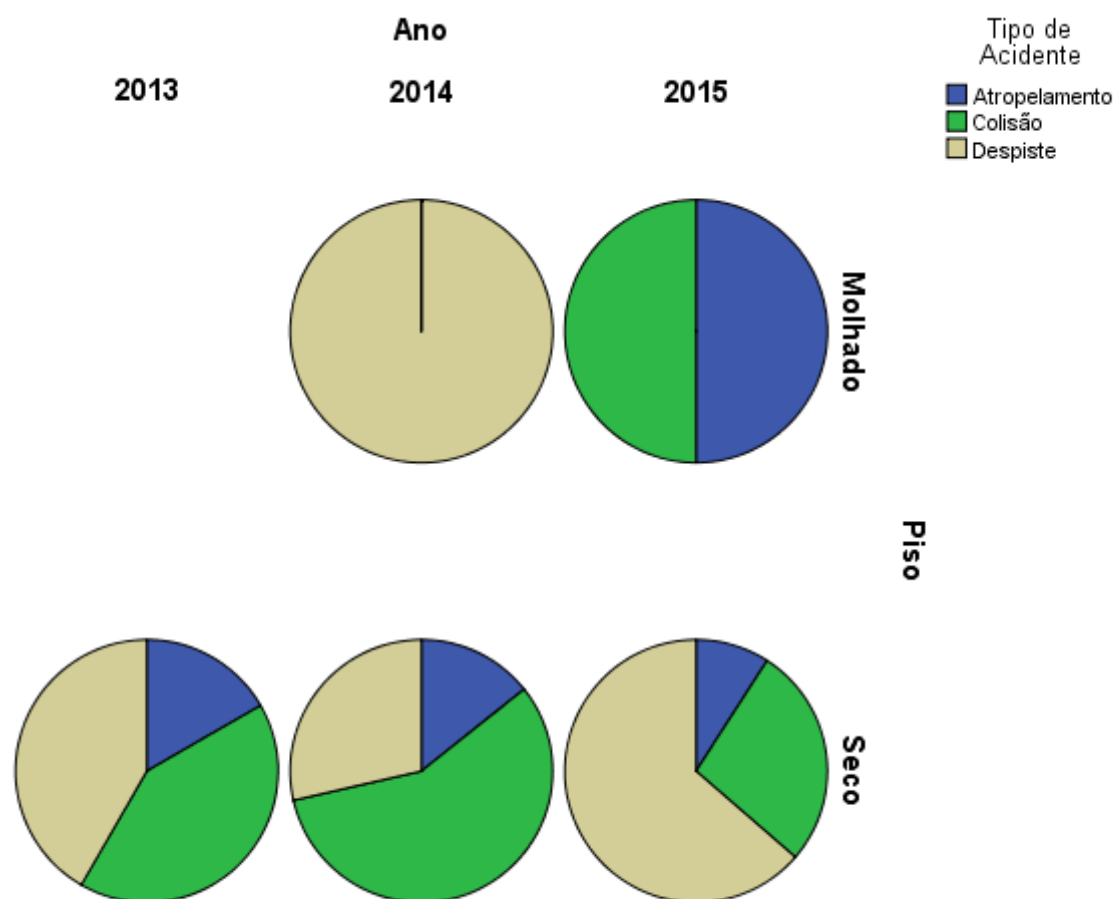 Ano
2013
2014
2015
Tipo de
Acidente
Atropelamento
Colisão
Despiste
Molhado
Piso
Seco